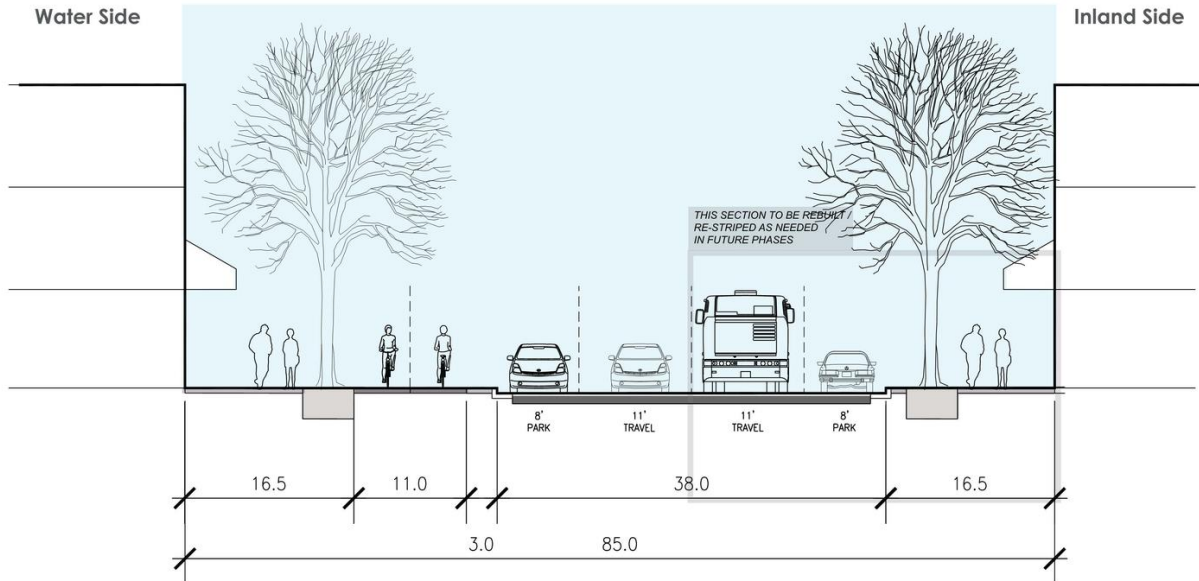 Water Side
Inland Side
THIS SECTION TO BE REBUILT /
RE-STRIPED AS NEEDED
IN FUTURE PHASES
8'
PARK
11'
TRAVEL
11'
TRAVEL
8'
PARK
16.5
11.0
38.0
16.5
3.0
85.0